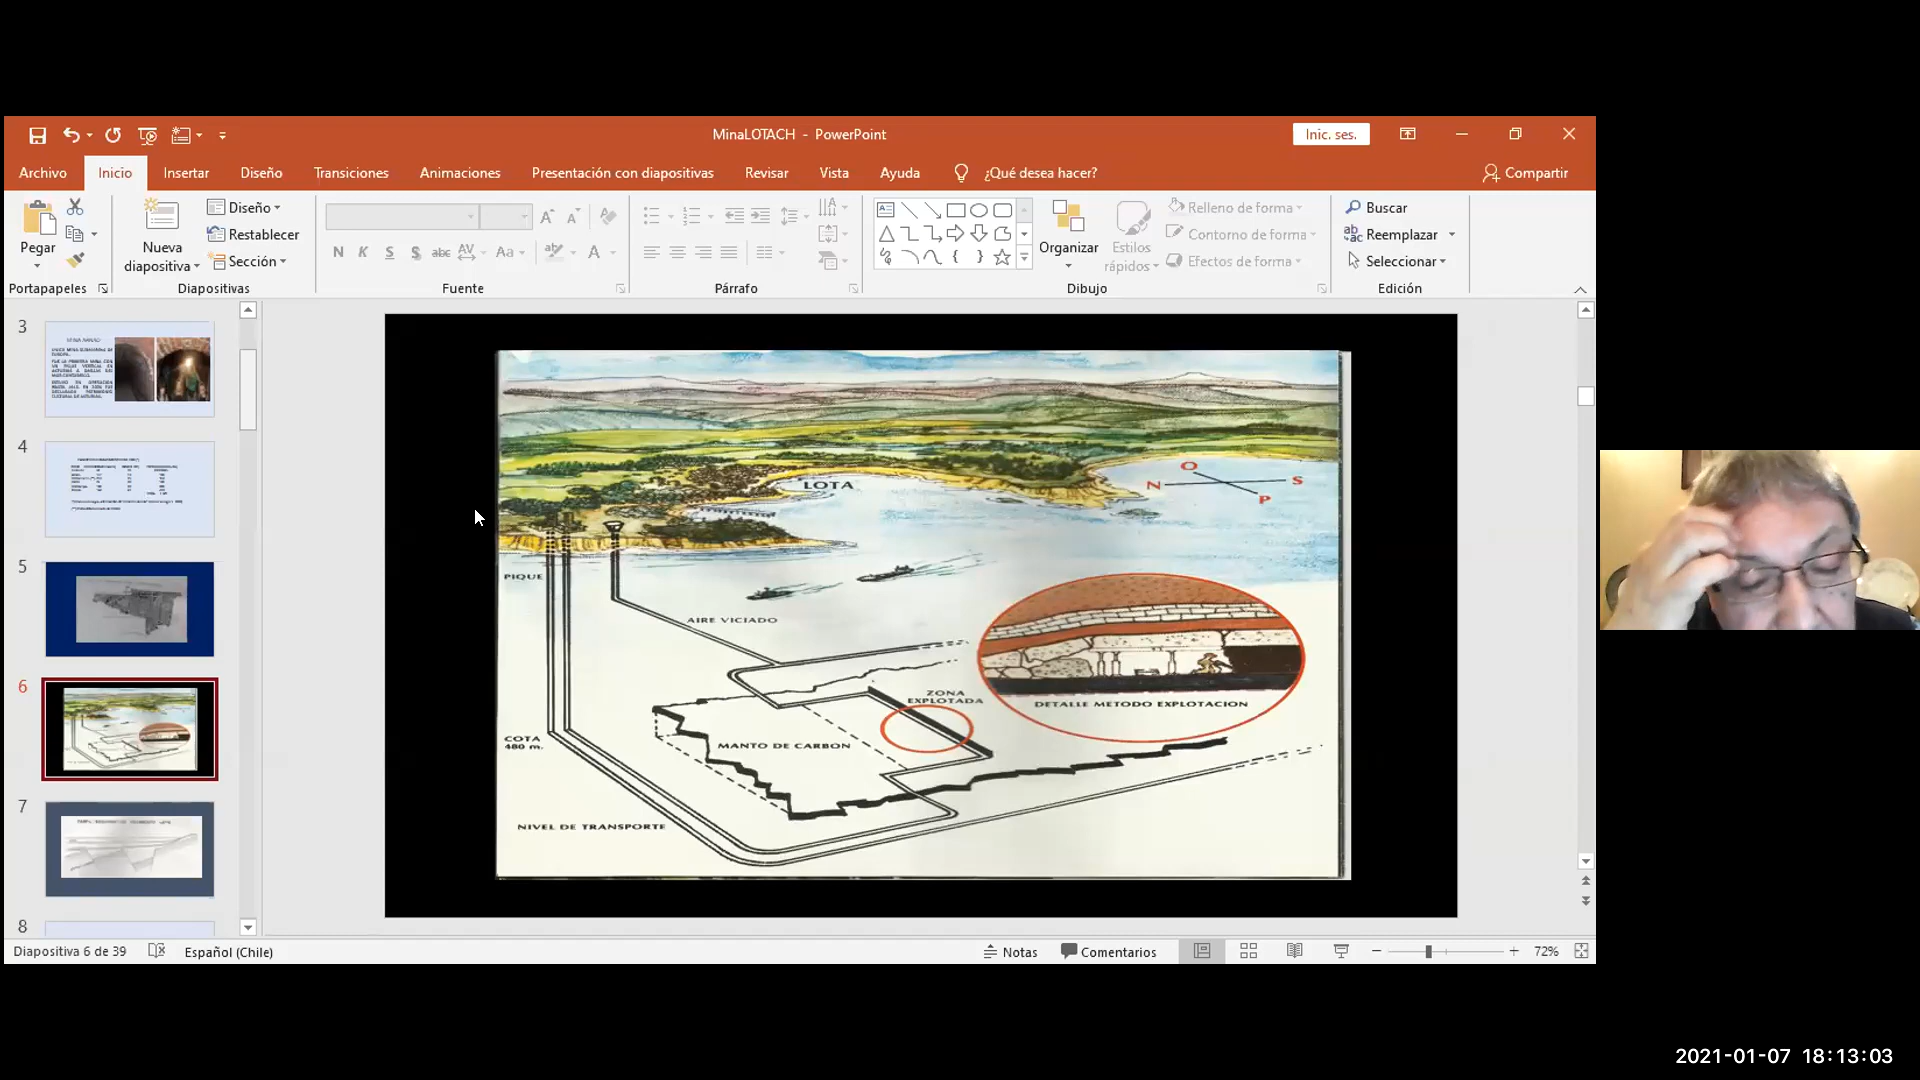 MinaLOTACH - PowerPoint
Inic. ses.
Archivo
Inicio
Insertar
Diseño
Transiciones
Animaciones
Presentación con diapositivas
Revisar
Vista
Ayuda
¿Qué desea hacer?
Compartir
Pegar
Nueva
diapositiva
Diseño
Restablecer
Sección
N K S S abc AV Aa A
Organizar
Estilos
rápidos
Relleno de forma
Contorno de forma
Efectos de forma
Buscar
Reemplazar
Seleccionar
Portapapeles
Diapositivas
Fuente
Párrafo
Dibujo
Edición
3
4
5
6
7
8
LOTA
N
O
S
P
PIQUE
AIRE VICIADO
ZONA
EXPLOTADA
DETALLE METODO EXPLOTACION
COTA
480 m.
MANTO DE CARBON
NIVEL DE TRANSPORTE
Diapositiva 6 de 39
Español (Chile)
Notas
Comentarios
72%
2021-01-07 18:13:03